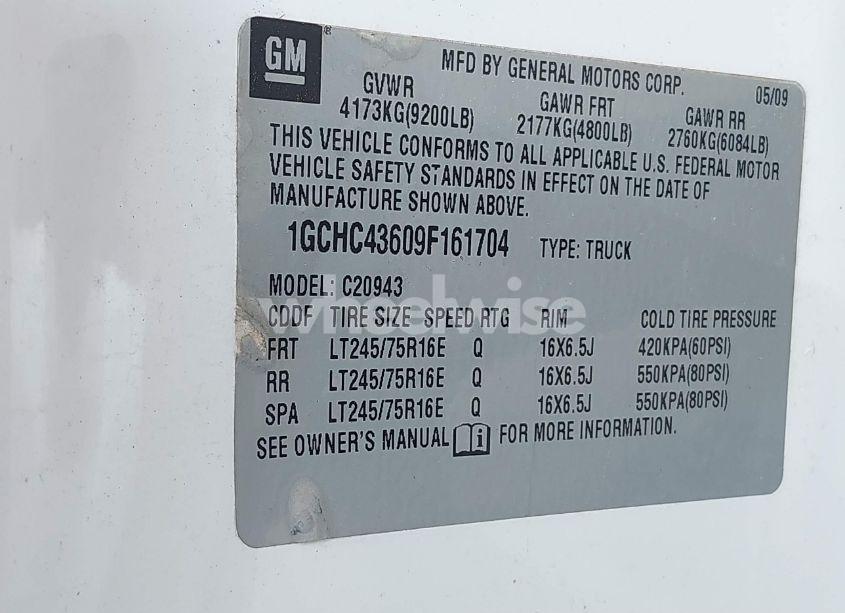 GM ®
MFD BY GENERAL MOTORS CORP.
05/09
GVWR GAWR FRT GAWR RR
4173KG(9200LB) 2177KG(4800LB) 2760KG(6084LB)
THIS VEHICLE CONFORMS TO ALL APPLICABLE U.S. FEDERAL MOTOR
VEHICLE SAFETY STANDARDS IN EFFECT ON THE DATE OF
MANUFACTURE SHOWN ABOVE.
1GCHC43609F161704 TYPE: TRUCK
MODEL: C20943
wheelwise
CDDF TIRE SIZE SPEED RTG RIM COLD TIRE PRESSURE
FRT LT245/75R16E Q 16X6.5J 420KPA(60PSI)
RR LT245/75R16E Q 16X6.5J 550KPA(80PSI)
SPA LT245/75R16E Q 16X6.5J 550KPA(80PSI)
SEE OWNER'S MANUAL i FOR MORE INFORMATION.